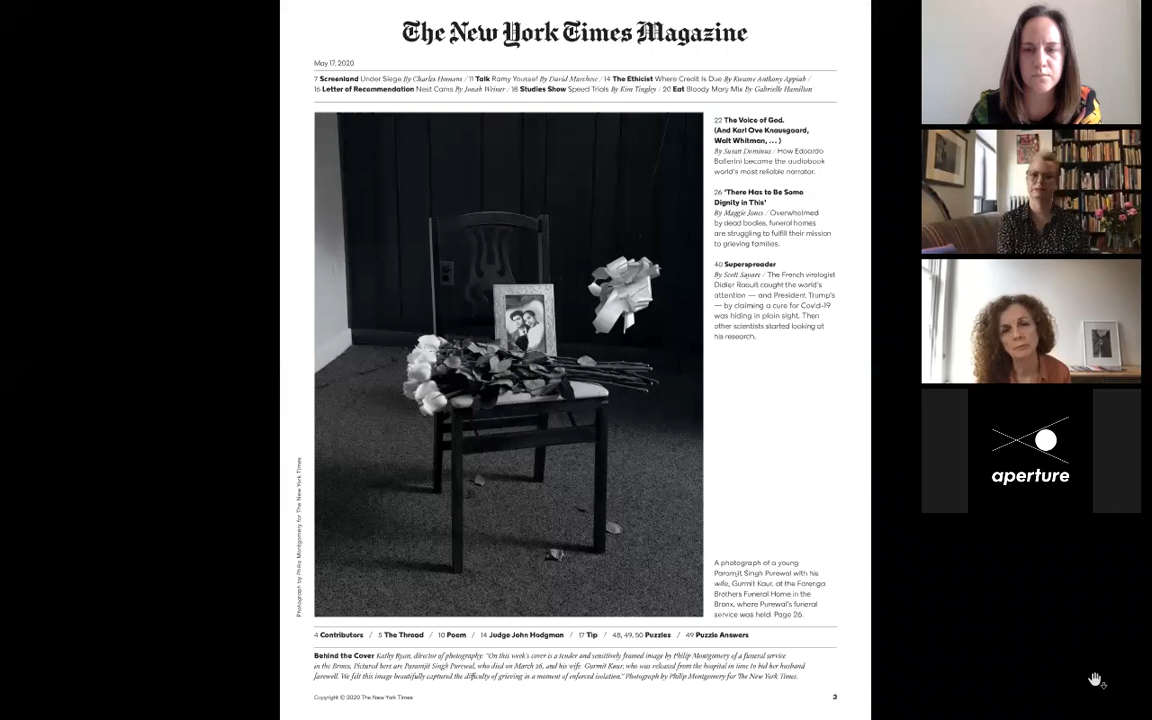 The New York Times Magazine
May 17, 2020
7 Screenland Under Siege By Charles Homans / 11 Talk Ramy Youssef By David Marchese / 14 The Ethicist Where Credit Is Due By Kwame Anthony Appiah /
16 Letter of Recommendation Nest Cams By Jonah Weiner / 18 Studies Show Speed Trials By Kim Tingley / 20 Eat Bloody Mary Mix By Gabrielle Hamilton
22 The Voice of God.
(And Karl Ove Knausgaard,
Walt Whitman, ... )
By Susan Dominus / How Edoardo
Ballerini became the audiobook
world's most reliable narrator.
26 'There Has to Be Some
Dignity in This'
By Maggie Jones / Overwhelmed
by dead bodies, funeral homes
are struggling to fulfill their mission
to grieving families.
40 Superspreader
By Scott Sayare / The French virologist
Didier Raoult caught the world's
attention — and President Trump's
— by claiming a cure for Covid-19
was hiding in plain sight. Then
other scientists started looking at
his research.
Photograph by Philip Montgomery for The New York Times
A photograph of a young
Paramjit Singh Purewal with his
wife, Gurmit Kaur, at the Farenga
Brothers Funeral Home in the
Bronx, where Purewal's funeral
service was held. Page 26.
4 Contributors / 5 The Thread / 10 Poem / 14 Judge John Hodgman / 17 Tip / 48, 49, 50 Puzzles / 49 Puzzle Answers
Behind the Cover Kathy Ryan, director of photography: "On this week's cover is a tender and sensitively framed image by Philip Montgomery of a funeral service
in the Bronx. Pictured here are Paramjit Singh Purewal, who died on March 26, and his wife, Gurmit Kaur, who was released from the hospital in time to bid her husband
farewell. We felt this image beautifully captured the difficulty of grieving in a moment of enforced isolation." Photograph by Philip Montgomery for The New York Times.
Copyright © 2020 The New York Times
3
aperture